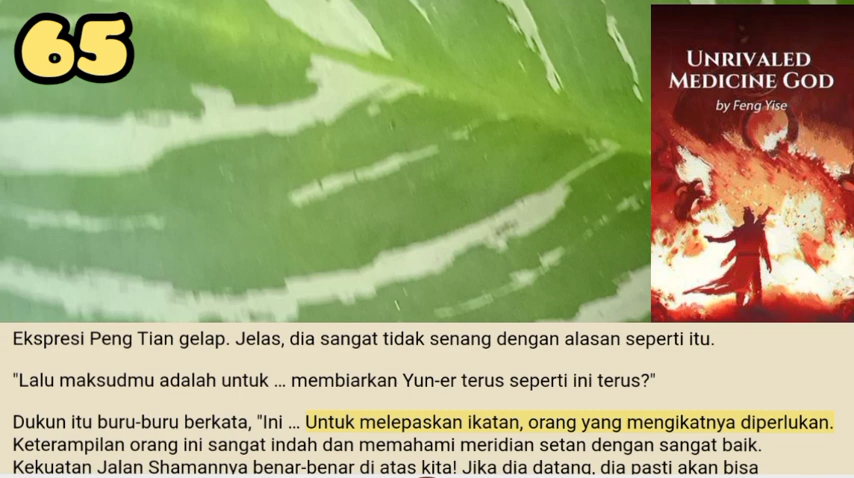 65
UNRIVALED
MEDICINE GOD
by Feng Yise
Ekspresi Peng Tian gelap. Jelas, dia sangat tidak senang dengan alasan seperti itu.
"Lalu maksudmu adalah untuk ... membiarkan Yun-er terus seperti ini terus?"
Dukun itu buru-buru berkata, "Ini ... Untuk melepaskan ikatan, orang yang mengikatnya diperlukan.
Keterampilan orang ini sangat indah dan memahami meridian setan dengan sangat baik.
Kekuatan Jalan Shamannya benar-benar di atas kita! Jika dia datang, dia pasti akan bisa